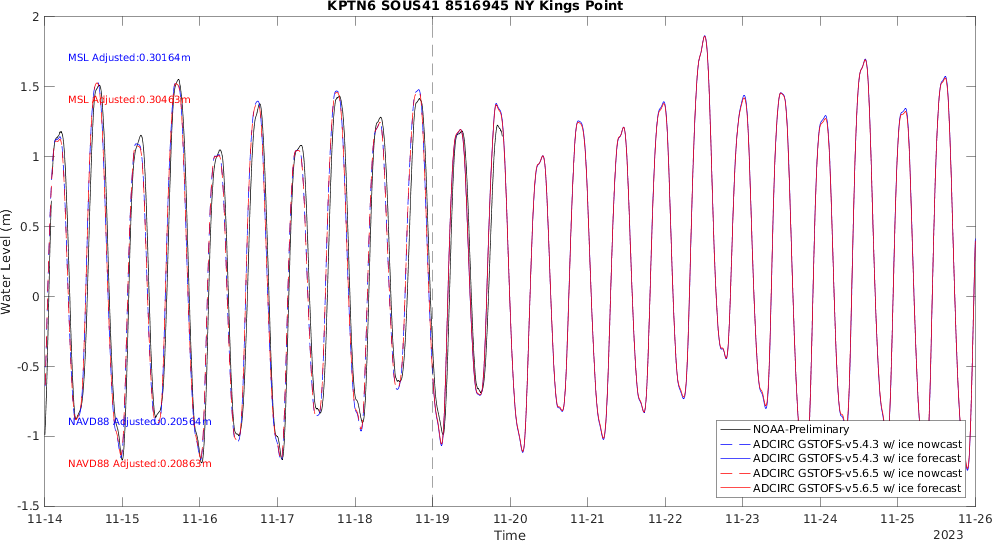 KPTN6 SOUS41 8516945 NY Kings Point
2
1.5
1
0.5
0
-0.5
-1
-1.5
Water Level (m)
MSL Adjusted:0.30164m
MSL Adjusted:0.30463m
NAVD88 Adjusted:0.20564m
NAVD88 Adjusted:0.20863m
NOAA-Preliminary
ADCIRC GSTOFS-v5.4.3 w/ ice nowcast
ADCIRC GSTOFS-v5.4.3 w/ ice forecast
ADCIRC GSTOFS-v5.6.5 w/ ice nowcast
ADCIRC GSTOFS-v5.6.5 w/ ice forecast
11-14 11-15 11-16 11-17 11-18 11-19 11-20 11-21 11-22 11-23 11-24 11-25 11-26
Time
2023